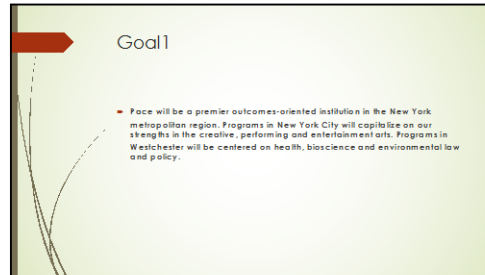 Goal1
Pace will be a premier outcomes-oriented institution in the New York
metropolitan region. Programs in New York City will capitalize on our
strengths in the creative, performing and entertainment arts. Programs in
Westchester will be centered on health, bioscience and environmental law
and policy.